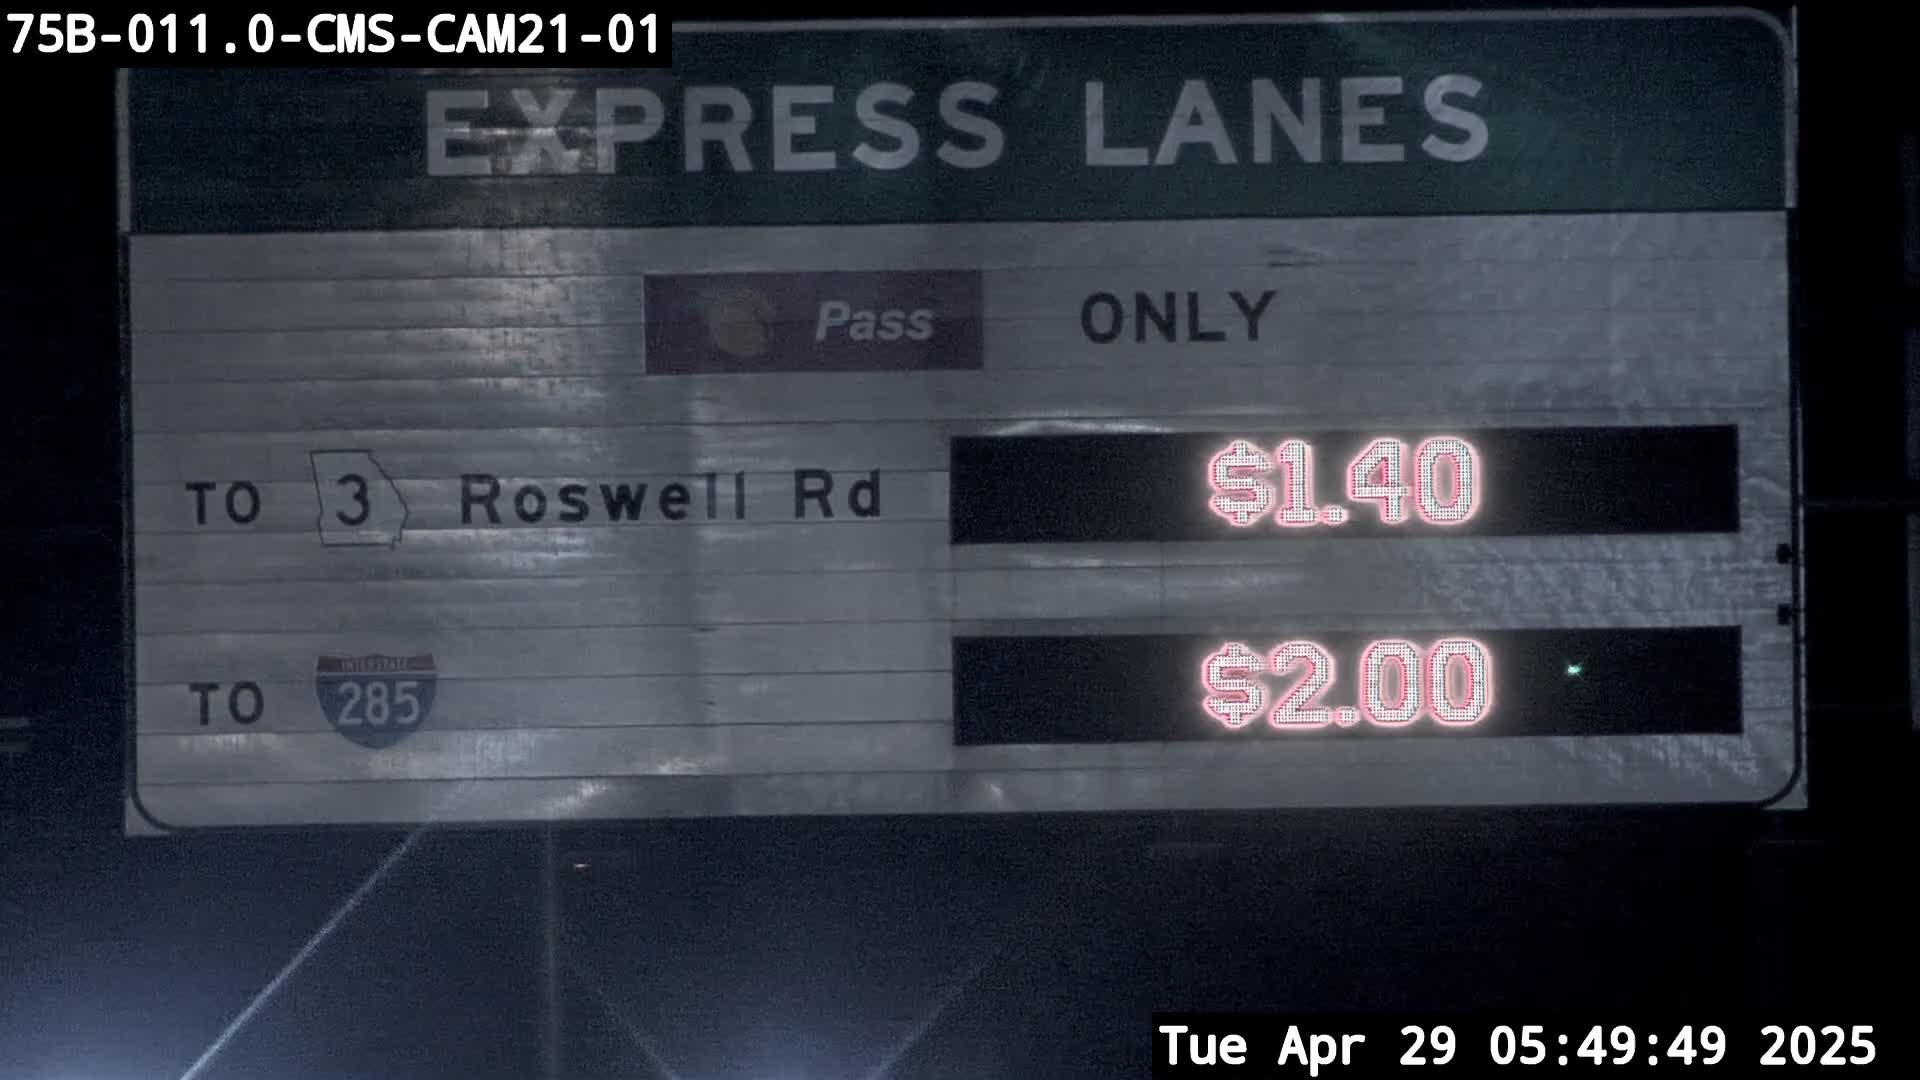 75B-011.0-CMS-CAM21-01
EXPRESS LANES
Pass ONLY
TO 3 Roswell Rd $1.40
INTERSTATE
TO 285 $2.00
Tue Apr 29 05:49:49 2025